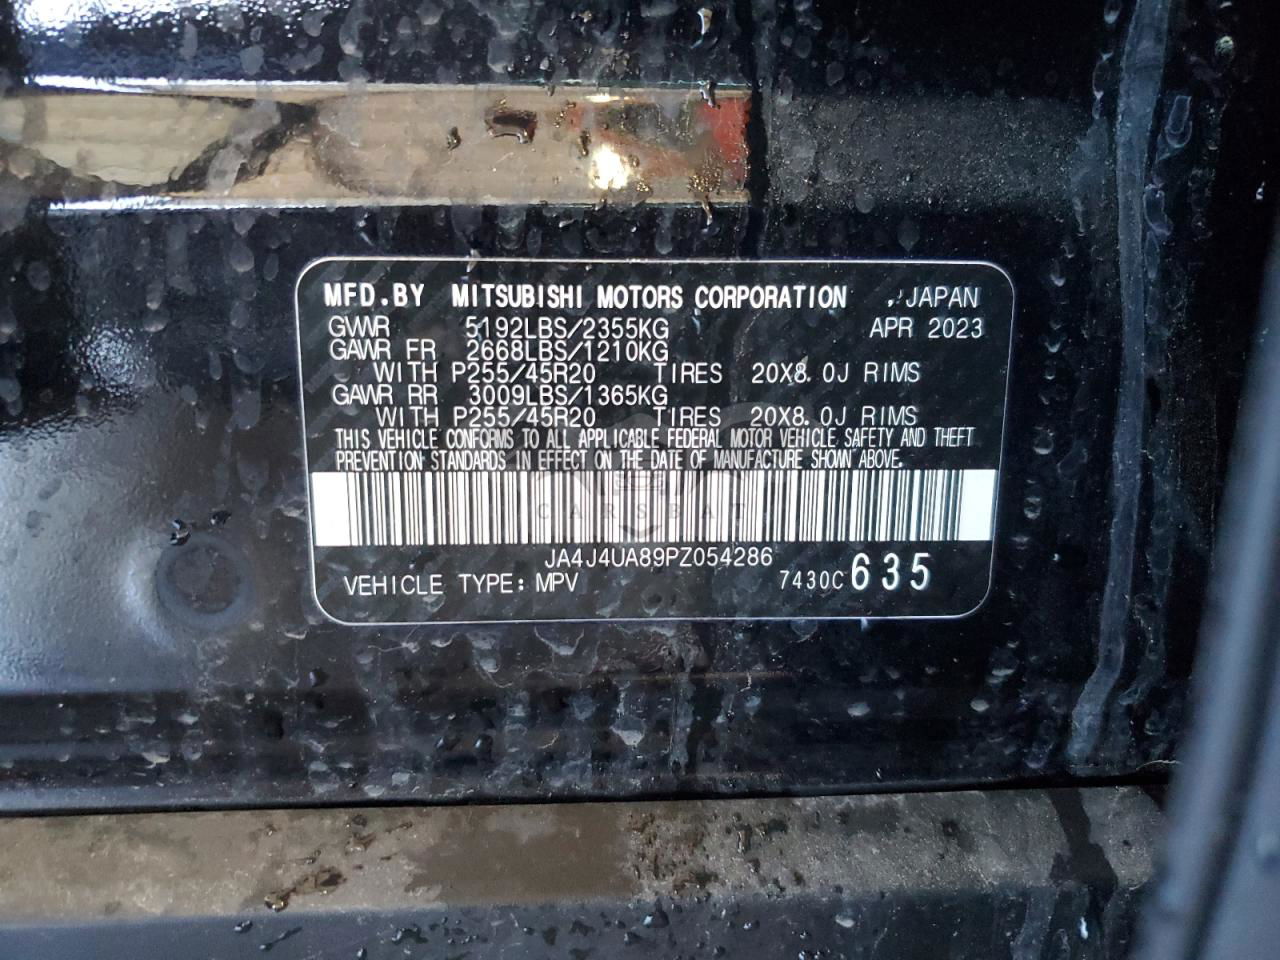 MFD.BY MITSUBISHI MOTORS CORPORATION JAPAN
GVWR 5192LBS/2355KG APR 2023
GAWR FR 2668LBS/1210KG
WITH P255/45R20 TIRES 20X8.0J RIMS
GAWR RR 3009LBS/1365KG
WITH P255/45R20 TIRES 20X8.0J RIMS
THIS VEHICLE CONFORMS TO ALL APPLICABLE FEDERAL MOTOR VEHICLE SAFETY AND THEFT
PREVENTION STANDARDS IN EFFECT ON THE DATE OF MANUFACTURE SHOWN ABOVE.
CARSBAT
JA4J4UA89PZ054286
VEHICLE TYPE: MPV 7430C 635